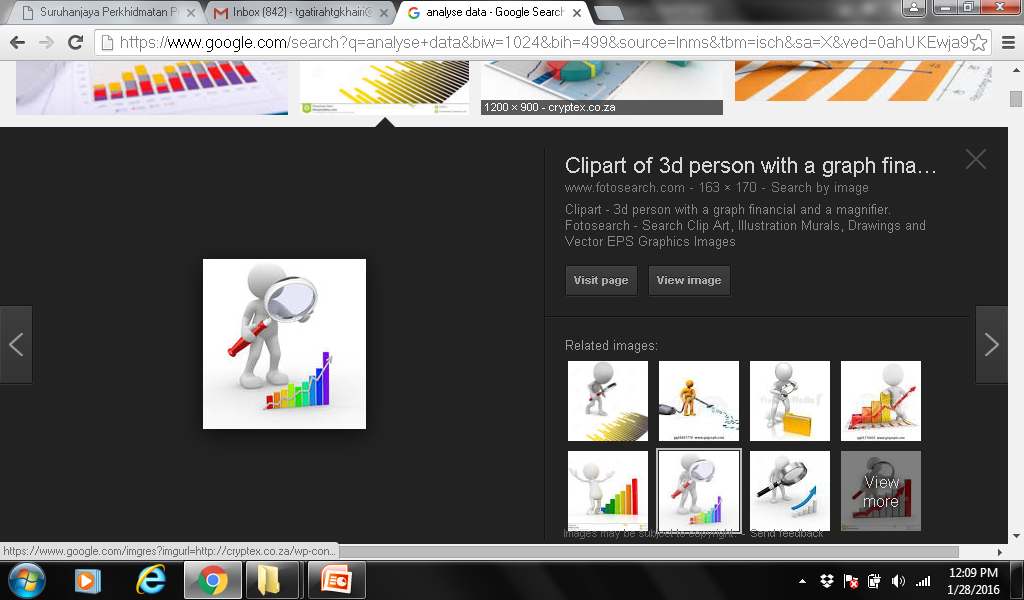 Suruhanjaya Perkhidmatan P
Inbox (842) - tgatirahtgkhairi@
analyse data - Google Search
https://www.google.com/search?q=analyse+data&biw=1024&bih=499&source=lnms&tbm=isch&sa=X&ved=0ahUKEwja9
1200 × 900 - cryptex.co.za
Clipart of 3d person with a graph fina…
www.fotosearch.com - 163 × 170 - Search by image
Clipart - 3d person with a graph financial and a magnifier.
Fotosearch - Search Clip Art, Illustration Murals, Drawings and
Vector EPS Graphics Images
Visit page
View image
Related images:
View
more
Images may be subject to copyright. - Send feedback
https://www.google.com/imgres?imgurl=http://cryptex.co.za/wp-con...
12:09 PM
1/28/2016